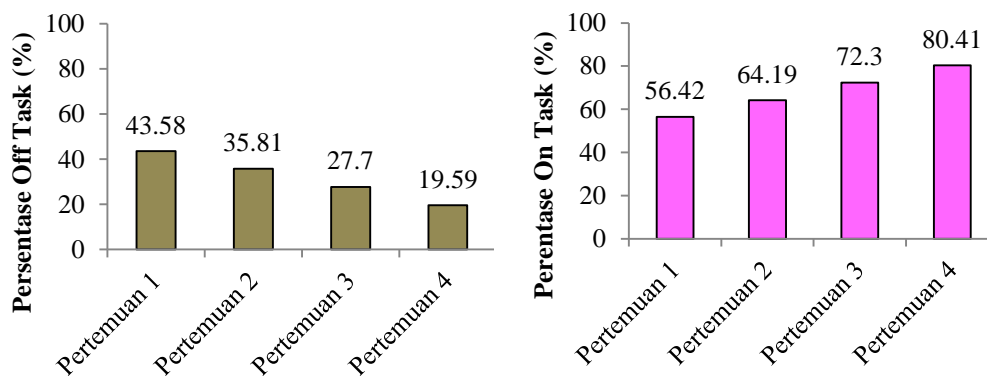 Persentase Off Task (%)
100
80
60
40
20
0
43.58
35.81
27.7
19.59
Pertemuan 1
Pertemuan 2
Pertemuan 3
Pertemuan 4
Perentase On Task (%)
100
80
60
40
20
0
56.42
64.19
72.3
80.41
Pertemuan 1
Pertemuan 2
Pertemuan 3
Pertemuan 4